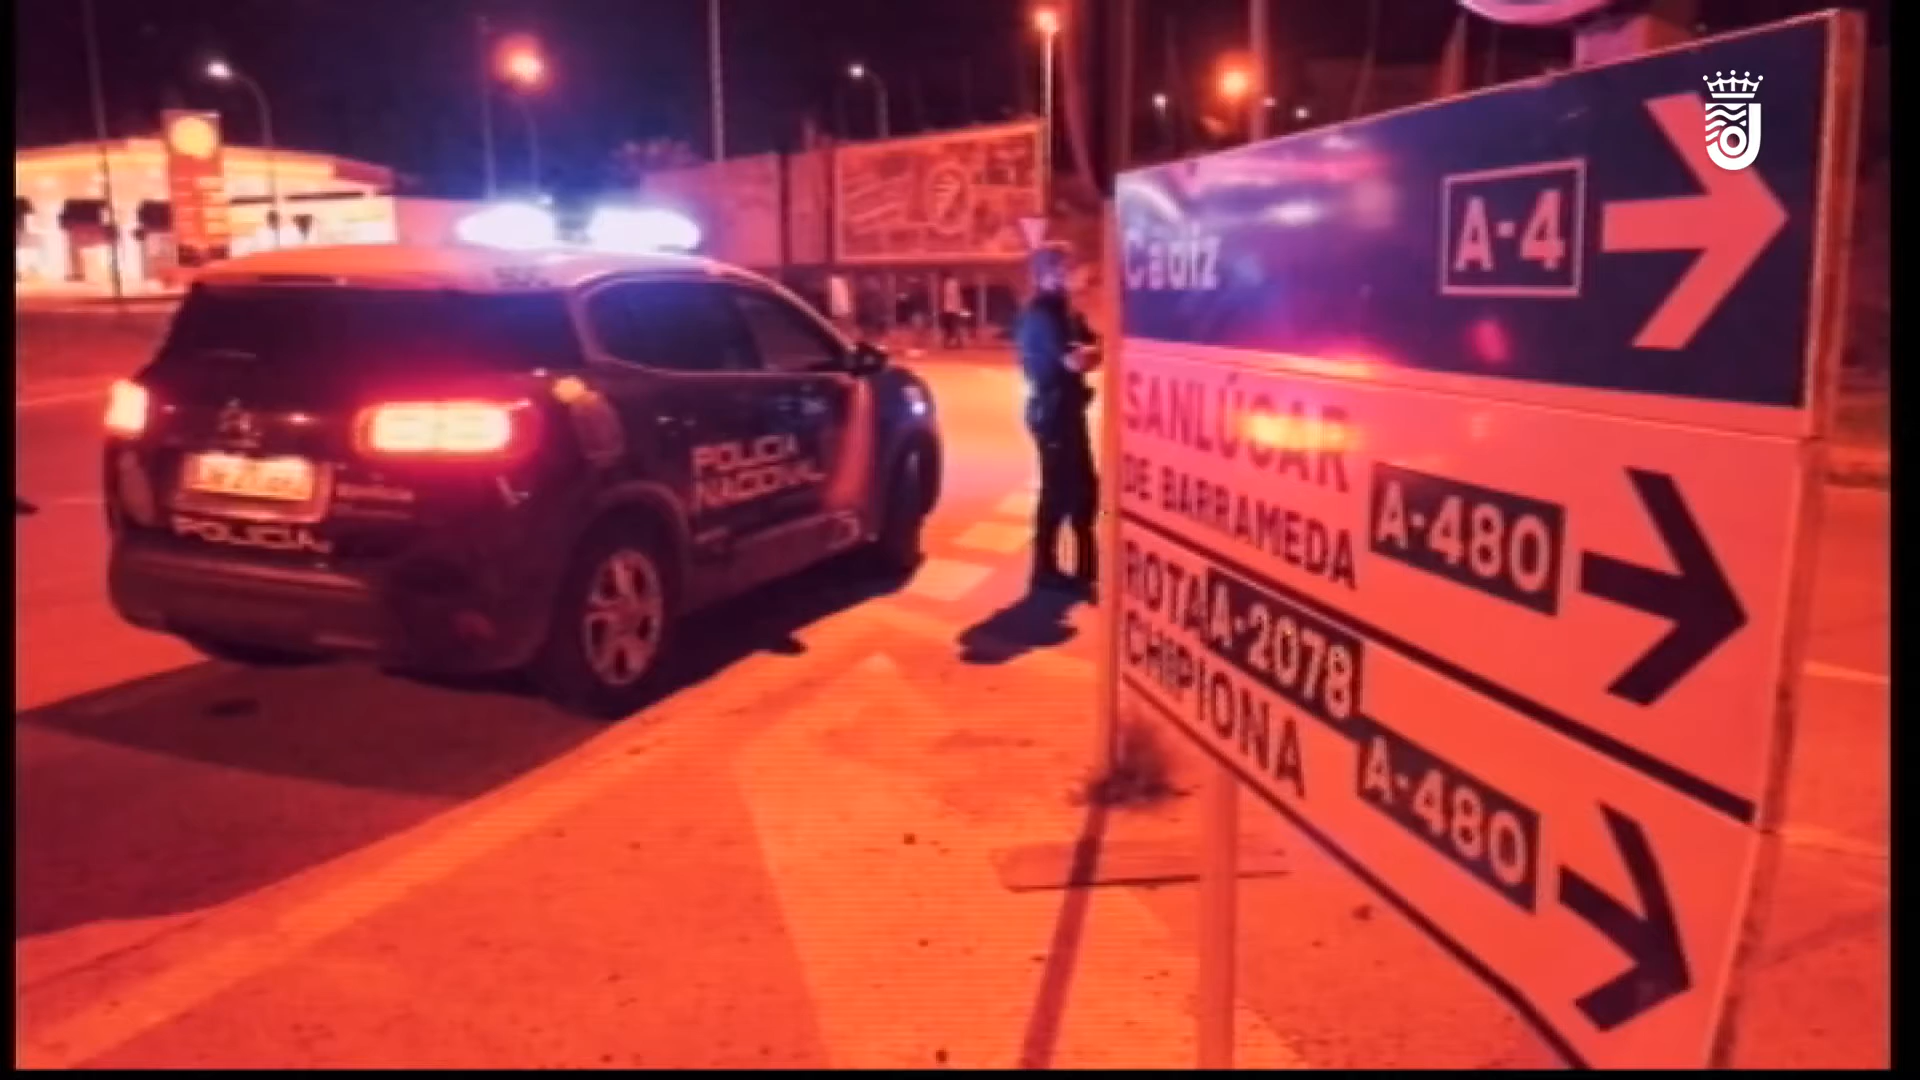 Cádiz
A-4
SANLÚCAR
DE BARRAMEDA
A-480
ROTA A-2078
CHIPIONA
A-480
POLICIA
NACIONAL
POLICIA